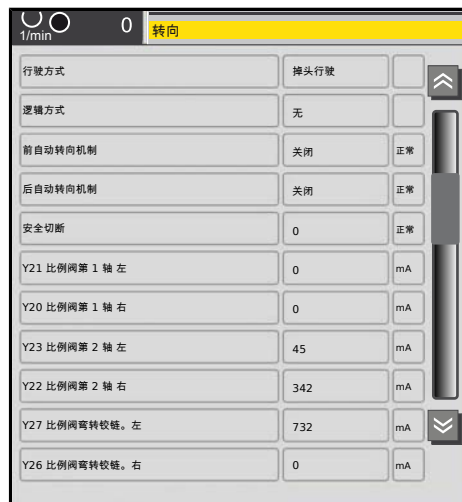 1/min 0 转向
行驶方式 掉头行驶
逻辑方式 无
前自动转向机制 关闭 正常
后自动转向机制 关闭 正常
安全切断 0 正常
Y21 比例阀第 1 轴 左 0 mA
Y20 比例阀第 1 轴 右 0 mA
Y23 比例阀第 2 轴 左 45 mA
Y22 比例阀第 2 轴 右 342 mA
Y27 比例阀弯转铰链。左 732 mA
Y26 比例阀弯转铰链。右 0 mA